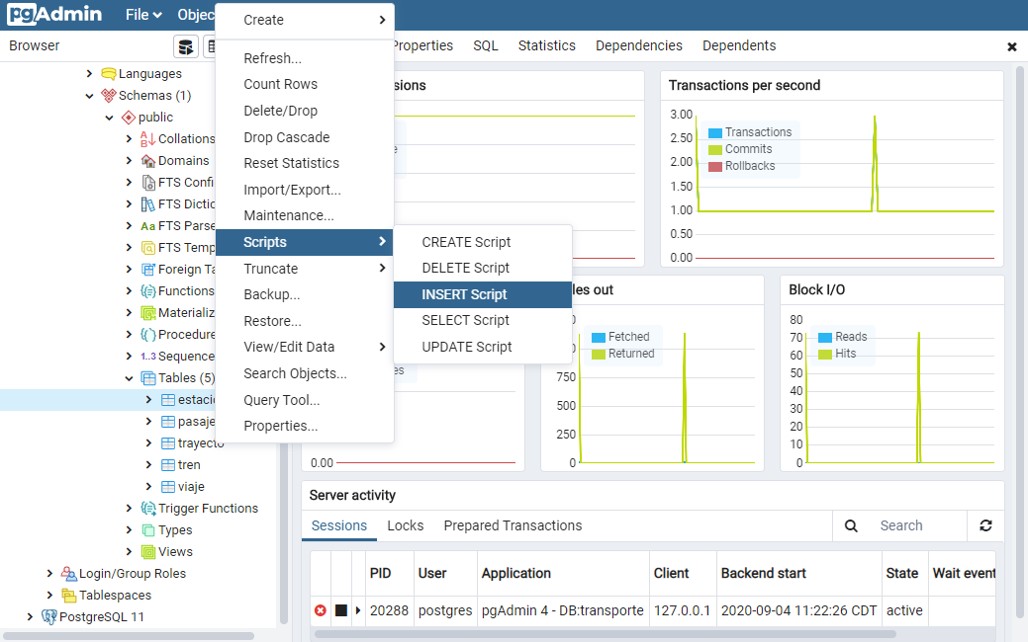 pgAdmin File Objec
Browser
Properties SQL Statistics Dependencies Dependents
Languages
Schemas (1)
public
Collations
Domains
FTS Confi
FTS Dictio
Aa FTS Parse
FTS Temp
Foreign Ta
Functions
Materializ
Procedure
1..3 Sequence
Tables (5)
estacio
pasaje
trayecto
tren
viaje
Trigger Functions
Types
Views
Login/Group Roles
Tablespaces
PostgreSQL 11
Create
Refresh...
Count Rows
Delete/Drop
Drop Cascade
Reset Statistics
Import/Export...
Maintenance...
Scripts
Truncate
Backup...
Restore...
View/Edit Data
Search Objects...
Query Tool...
Properties...
CREATE Script
DELETE Script
INSERT Script
SELECT Script
UPDATE Script
sions
Transactions per second
3.00
2.50
2.00
1.50
1.00
0.50
0.00
Transactions
Commits
Rollbacks
0.00
les out
750
500
250
0
Fetched
Returned
Block I/O
80
70
60
50
40
30
20
10
0
Reads
Hits
Server activity
Sessions Locks Prepared Transactions Search
PID User Application Client Backend start State Wait event
20288 postgres pgAdmin 4 - DB:transporte 127.0.0.1 2020-09-04 11:22:26 CDT active